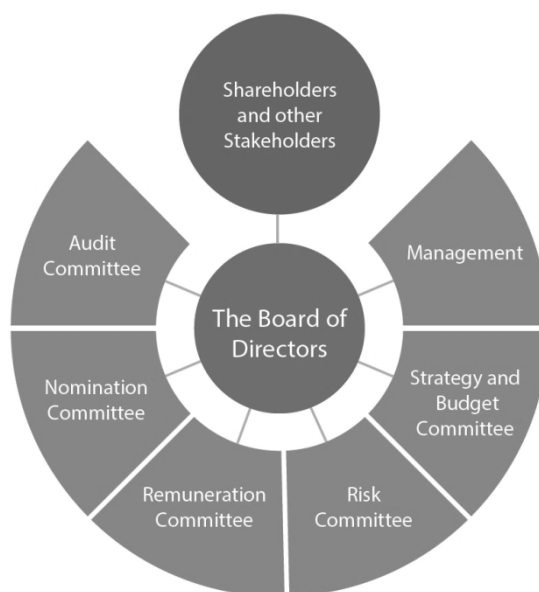 Shareholders
and other
Stakeholders
Audit
Committee
Management
The Board of
Directors
Nomination
Committee
Strategy and
Budget
Committee
Remuneration
Committee
Risk
Committee